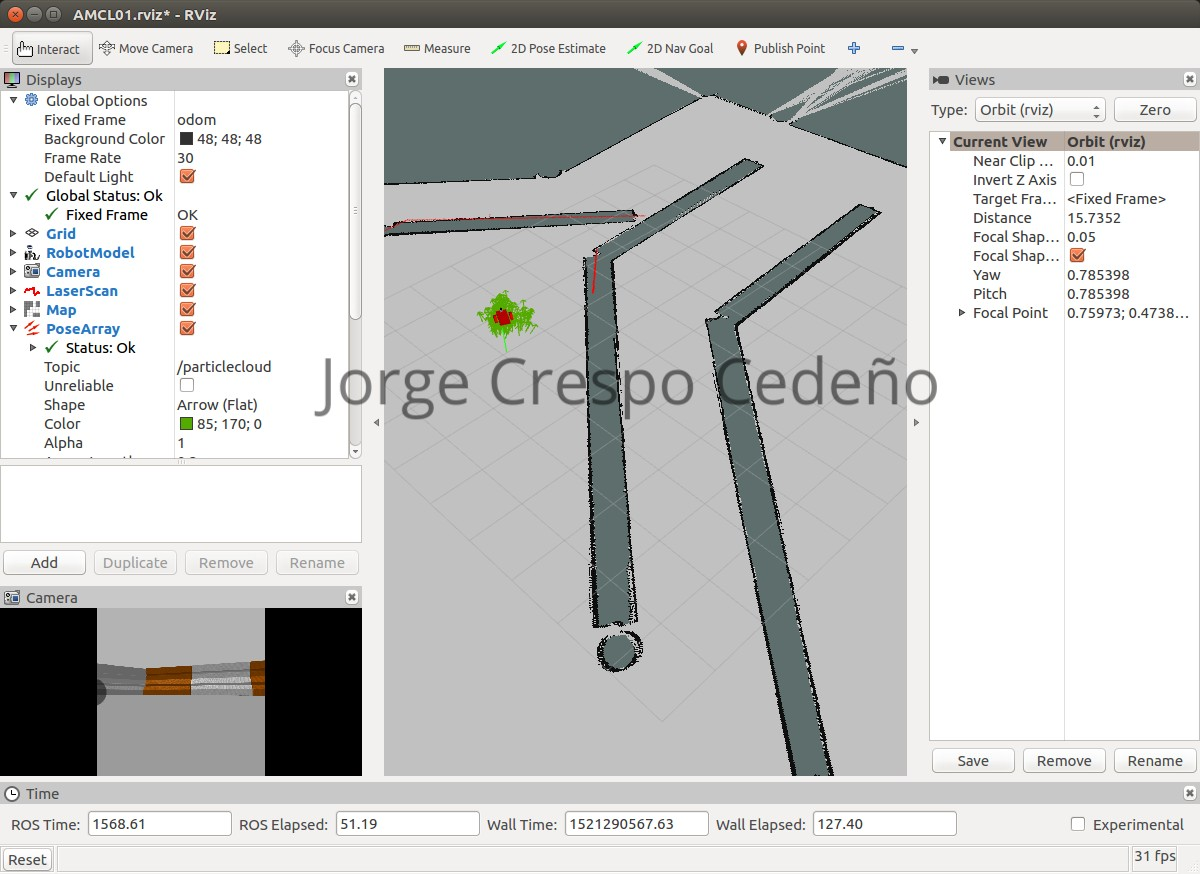 AMCL01.rviz* - RViz
Interact Move Camera Select Focus Camera Measure 2D Pose Estimate 2D Nav Goal Publish Point
Displays
Global Options
Fixed Frame odom
Background Color 48; 48; 48
Frame Rate 30
Default Light
Global Status: Ok
Fixed Frame OK
Grid
RobotModel
Camera
LaserScan
Map
PoseArray
Status: Ok
Topic /particlecloud
Unreliable
Shape Arrow (Flat)
Color 85; 170; 0
Alpha 1
Add Duplicate Remove Rename
Camera
Jorge Crespo Cedeño
Views
Type: Orbit (rviz) Zero
Current View Orbit (rviz)
Near Clip ... 0.01
Invert Z Axis
Target Fra... <Fixed Frame>
Distance 15.7352
Focal Shap... 0.05
Focal Shap...
Yaw 0.785398
Pitch 0.785398
Focal Point 0.75973; 0.4738...
Save Remove Rename
Time
ROS Time: 1568.61 ROS Elapsed: 51.19 Wall Time: 1521290567.63 Wall Elapsed: 127.40 Experimental
Reset 31 fps